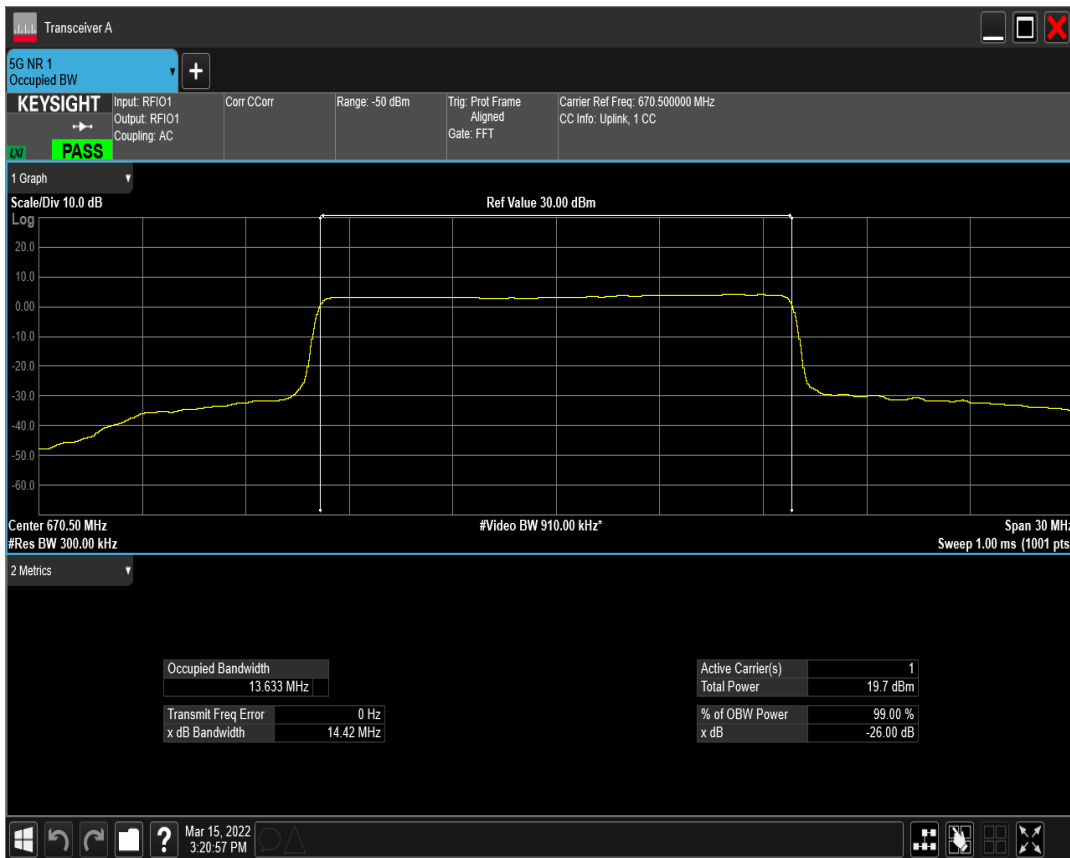 Transceiver A
5G NR 1
Occupied BW
KEYSIGHT
LXI
PASS
Input: RFIO1
Output: RFIO1
Coupling: AC
Corr CCorr
Range: -50 dBm
Trig: Prot Frame
Aligned
Gate: FFT
Carrier Ref Freq: 670.500000 MHz
CC Info: Uplink, 1 CC
1 Graph
Scale/Div 10.0 dB
Ref Value 30.00 dBm
Log
20.0
10.0
0.00
-10.0
-20.0
-30.0
-40.0
-50.0
-60.0
Center 670.50 MHz
#Video BW 910.00 kHz*
Span 30 MHz
#Res BW 300.00 kHz
Sweep 1.00 ms (1001 pts
2 Metrics
Occupied Bandwidth
13.633 MHz
Transmit Freq Error 0 Hz
x dB Bandwidth 14.42 MHz
Active Carrier(s) 1
Total Power 19.7 dBm
% of OBW Power 99.00 %
x dB -26.00 dB
?
Mar 15, 2022
3:20:57 PM